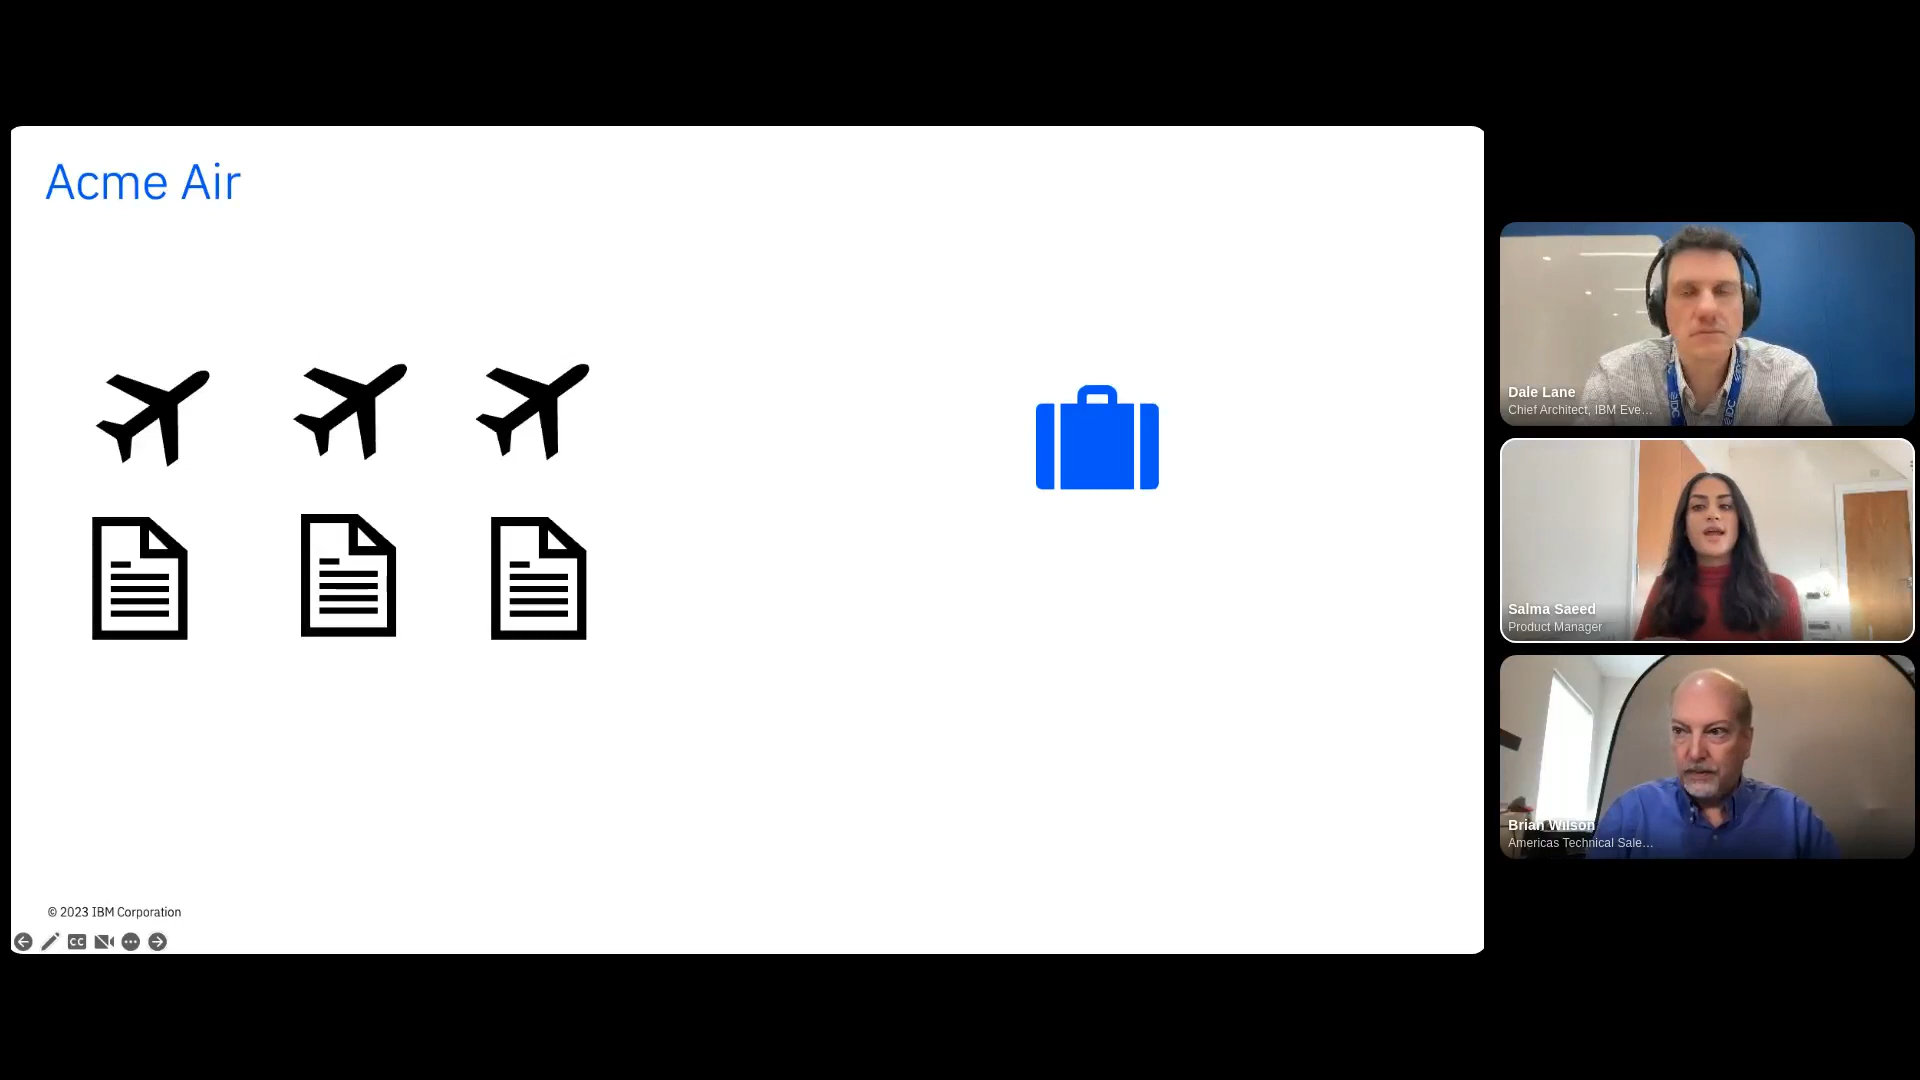 Acme Air
© 2023 IBM Corporation
CC
Dale Lane
Chief Architect, IBM Eve...
Salma Saeed
Product Manager
Brian Wilson
Americas Technical Sale...